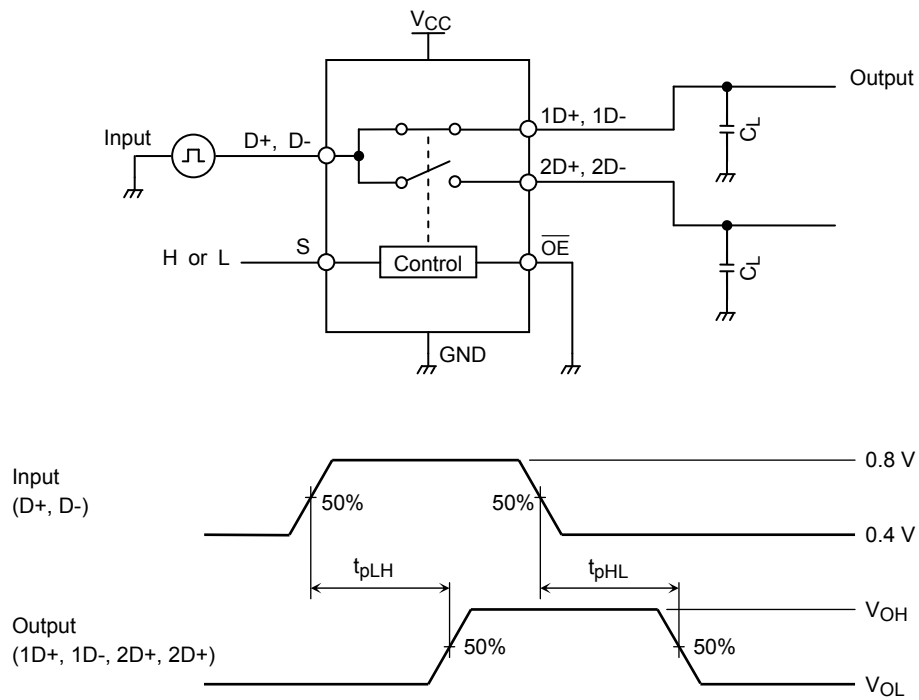 VCC
Output
1D+, 1D-
CL
Input
D+, D-
2D+, 2D-
S
OE
H or L
Control
CL
GND
Input
(D+, D-)
50%
50%
0.8 V
0.4 V
tpLH
tpHL
Output
(1D+, 1D-, 2D+, 2D+)
50%
50%
VOH
VOL